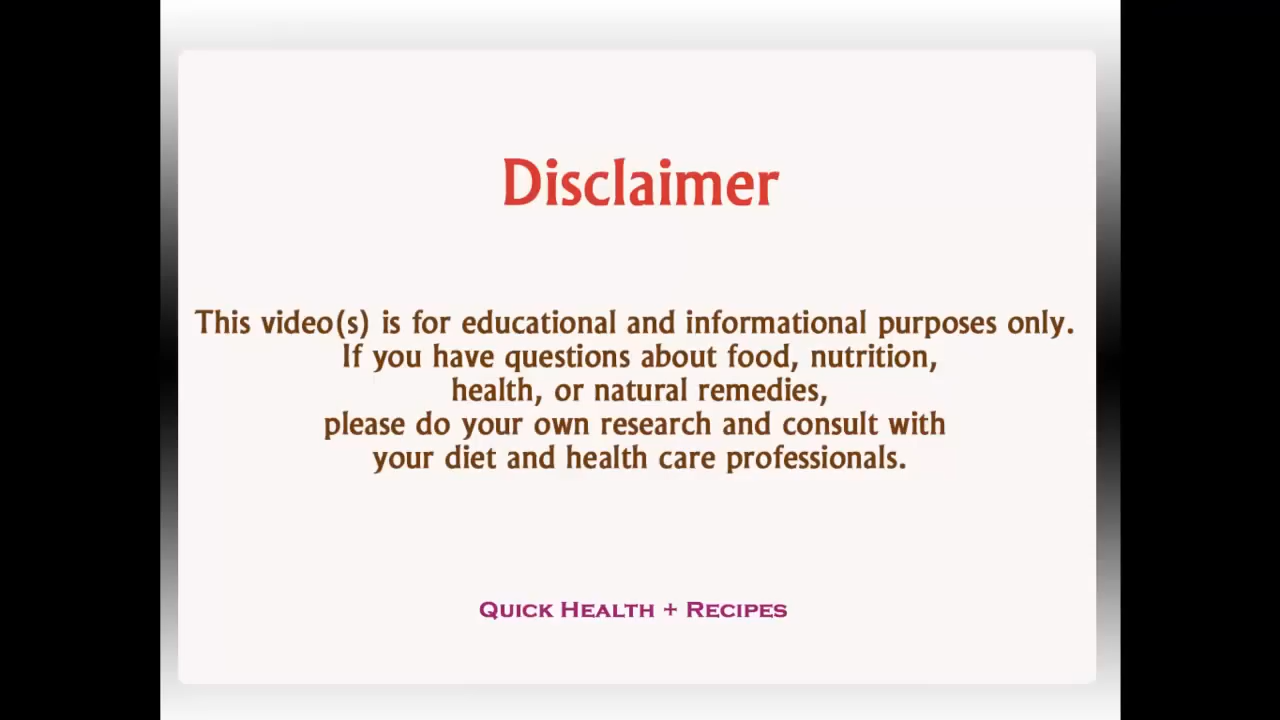 Disclaimer
This video(s) is for educational and informational purposes only.
If you have questions about food, nutrition,
health, or natural remedies,
please do your own research and consult with
your diet and health care professionals.
Quick Health + Recipes